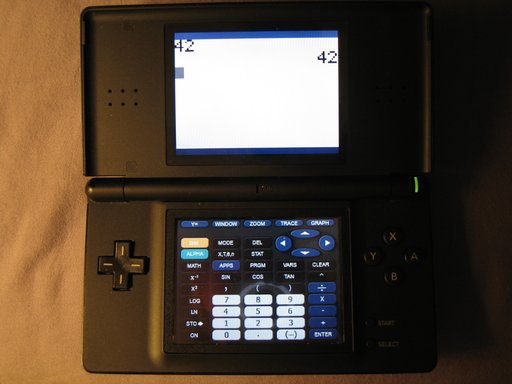 42
42
Y= WINDOW ZOOM TRACE GRAPH
2nd MODE DEL
ALPHA X,T,θ,n STAT
MATH APPS PRGM VARS CLEAR
X⁻¹ SIN COS TAN ^
X² , ( ) ÷
LOG 7 8 9 X
LN 4 5 6 -
STO➔ 1 2 3 +
ON 0 . (—) ENTER
X
Y A
B
START
SELECT